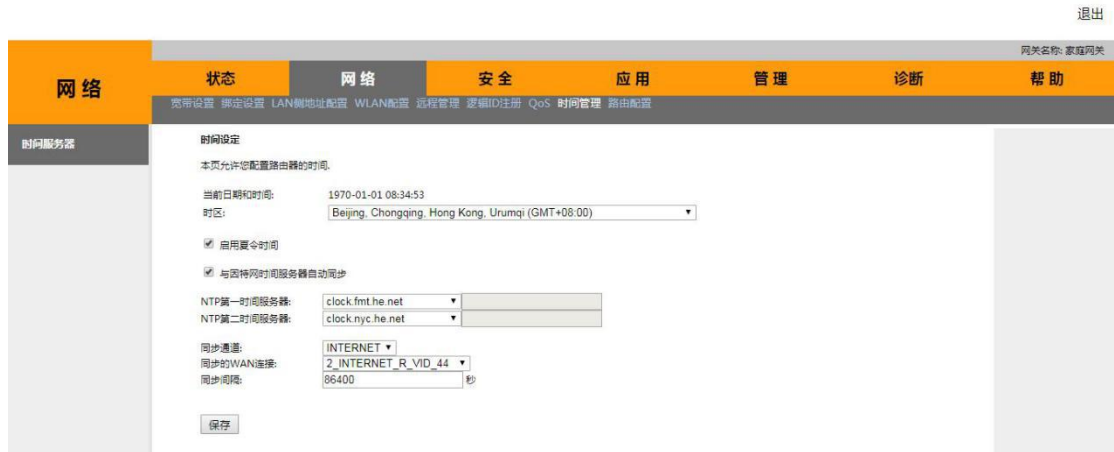 退出
网关名称: 家庭网关
网络
状态 网络 安全 应用 管理 诊断 帮助
宽带设置 绑定设置 LAN侧地址配置 WLAN配置 远程管理 逻辑ID注册 QoS 时间管理 路由配置
时间服务器
时间设定
本页允许您配置路由器的时间.
当前日期和时间: 1970-01-01 08:34:53
时区: Beijing, Chongqing, Hong Kong, Urumqi (GMT+08:00)
启用夏令时间
与因特网时间服务器自动同步
NTP第一时间服务器: clock.fmt.he.net
NTP第二时间服务器: clock.nyc.he.net
同步通道: INTERNET
同步的WAN连接: 2_INTERNET_R_VID_44
同步间隔: 86400 秒
保存